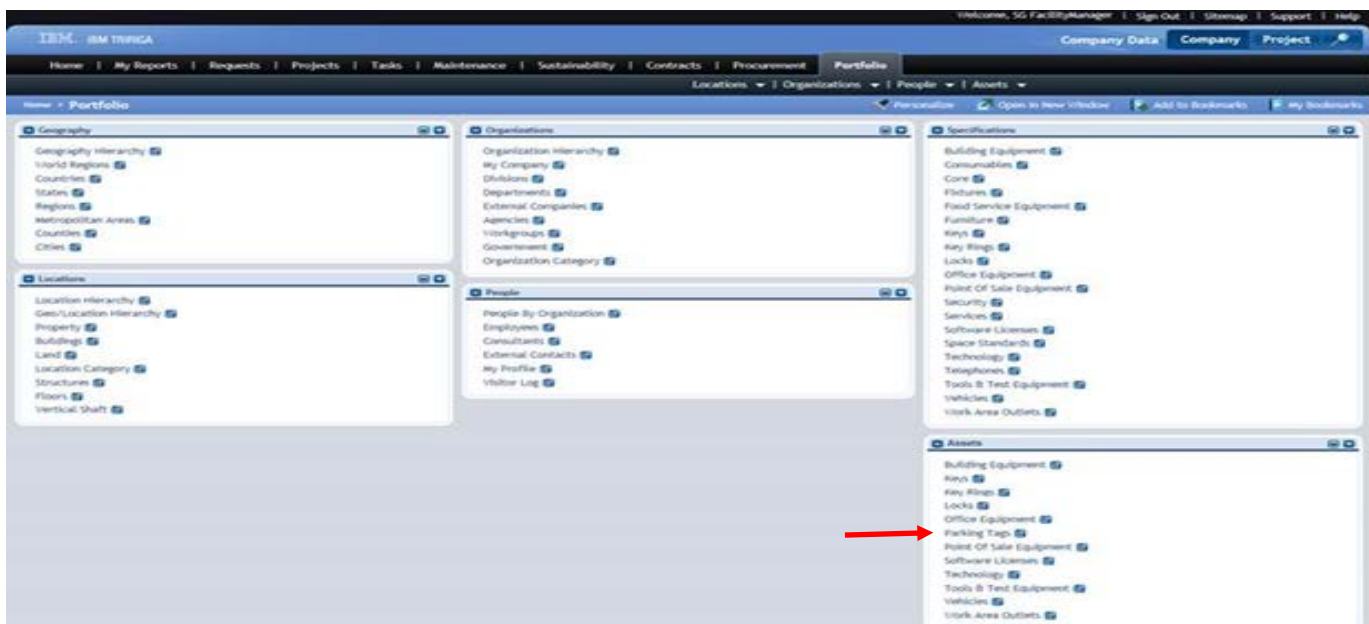 Welcome, SG FacilityManager | Sign Out | Sitemap | Support | Help
IBM. IBM TRIRIGA
Company Data Company Project
Home | My Reports | Requests | Projects | Tasks | Maintenance | Sustainability | Contracts | Procurement Portfolio
Locations | Organizations | People | Assets
Home > Portfolio
Personalize Open in New Window Add to Bookmarks My Bookmarks
Geography
Geography Hierarchy
World Regions
Countries
States
Regions
Metropolitan Areas
Counties
Cities
Locations
Location Hierarchy
Geo/Location Hierarchy
Property
Buildings
Land
Location Category
Structures
Floors
Vertical Shaft
Organizations
Organization Hierarchy
My Company
Divisions
Departments
External Companies
Agencies
Workgroups
Government
Organization Category
People
People By Organization
Employees
Consultants
External Contacts
My Profile
Visitor Log
Specifications
Building Equipment
Consumables
Core
Fixtures
Food Service Equipment
Furniture
Keys
Key Rings
Locks
Office Equipment
Point Of Sale Equipment
Security
Services
Software Licenses
Space Standards
Technology
Telephones
Tools & Test Equipment
Vehicles
Work Area Outlets
Assets
Building Equipment
Keys
Key Rings
Locks
Office Equipment
Parking Tags
Point Of Sale Equipment
Software Licenses
Technology
Tools & Test Equipment
Vehicles
Work Area Outlets